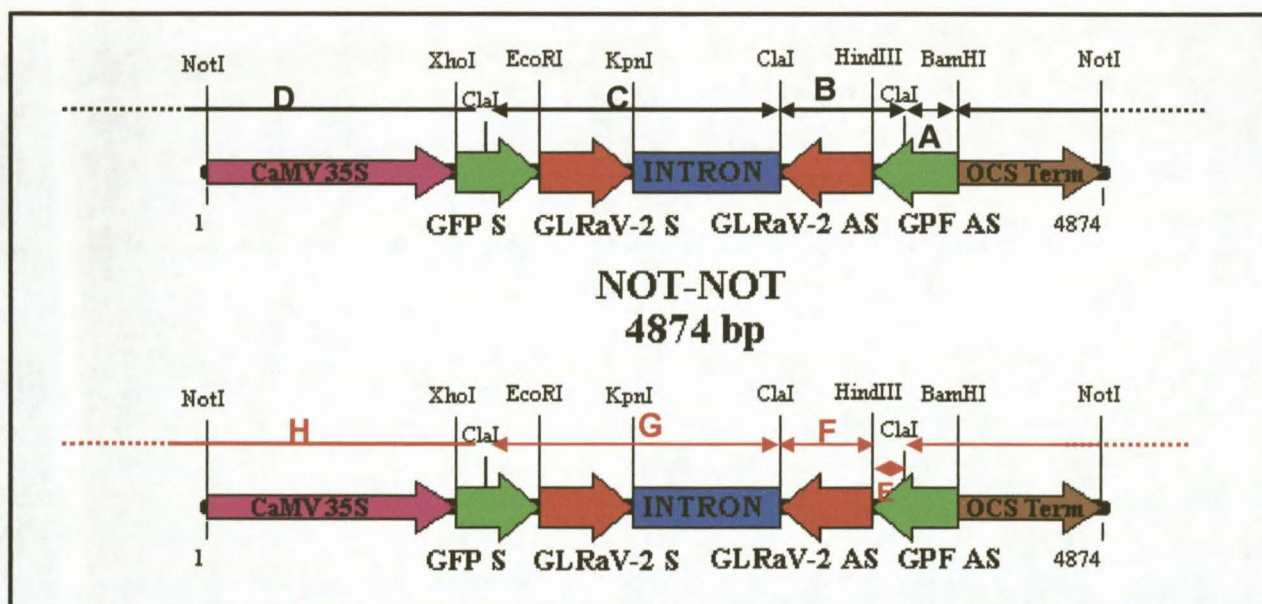 NotI XhoI EcoRI KpnI ClaI HindIII BamHI NotI
D ClaI C B ClaI
A
CaMV 35S INTRON OCS Term
1 GFP S GLRaV-2 S GLRaV-2 AS GPF AS 4874
NOT-NOT
4874 bp
NotI XhoI EcoRI KpnI ClaI HindIII BamHI NotI
H ClaI G F ClaI
E
CaMV 35S INTRON OCS Term
1 GFP S GLRaV-2 S GLRaV-2 AS GPF AS 4874